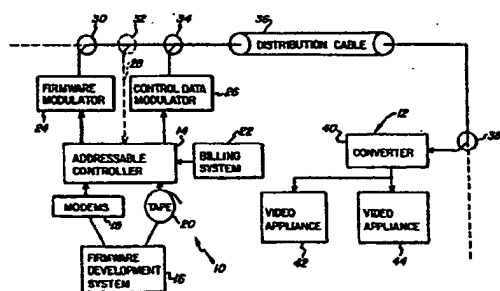 30
32
34
36
DISTRIBUTION CABLE
28
FIRMWARE
MODULATOR
24
CONTROL DATA
MODULATOR
26
14
22
ADDRESSABLE
CONTROLLER
BILLING
SYSTEM
12
40
CONVERTER
38
MODEMS
18
TAPE
20
10
VIDEO
APPLIANCE
42
VIDEO
APPLIANCE
44
FIRMWARE
DEVELOPMENT
SYSTEM
16